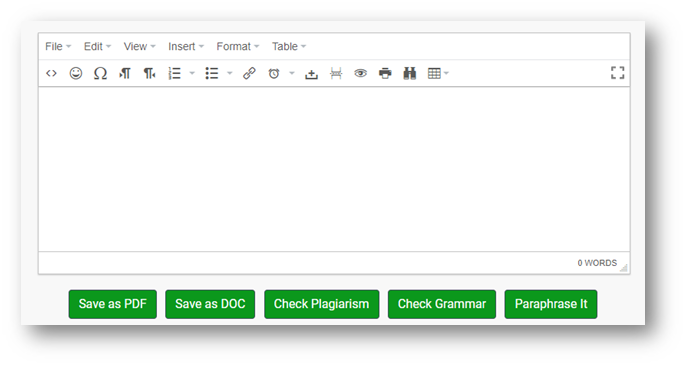 File Edit View Insert Format Table
0 WORDS
Save as PDF Save as DOC Check Plagiarism Check Grammar Paraphrase It